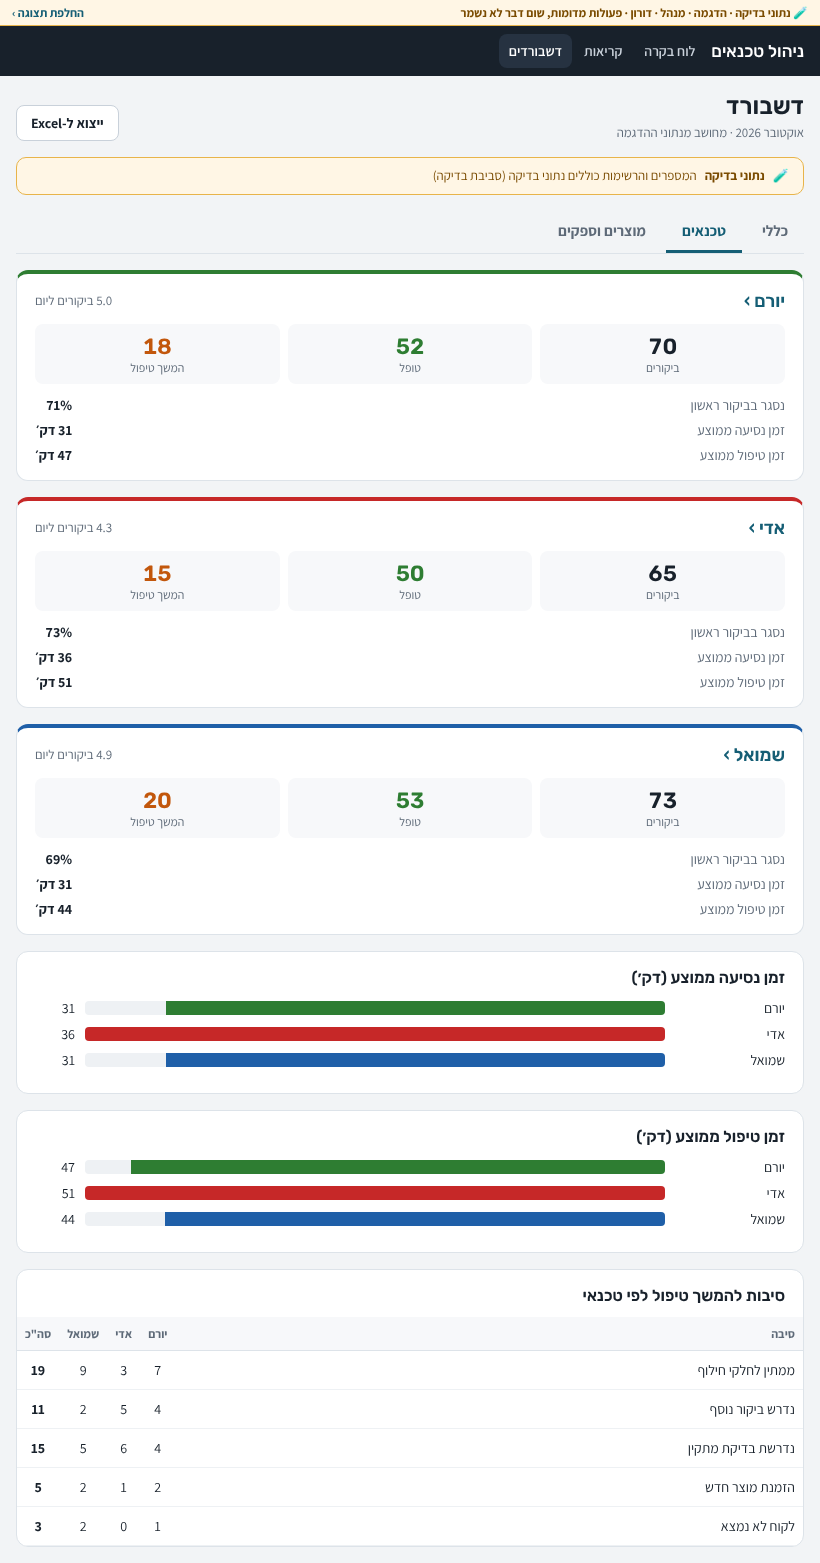 🧪 נתוני בדיקה · הדגמה · מנהל · דורון · פעולות מדומות, שום דבר לא נשמר החלפת תצוגה ›
ניהול טכנאים לוח בקרה קריאות דשבורדים
דשבורד
אוקטובר 2026 · מחושב מנתוני ההדגמה
ייצוא ל-Excel
🧪 נתוני בדיקה המספרים והרשימות כוללים נתוני בדיקה (סביבת בדיקה)
כללי טכנאים מוצרים וספקים
יורם › 5.0 ביקורים ליום
70 52 18
ביקורים טופל המשך טיפול
נסגר בביקור ראשון 71%
זמן נסיעה ממוצע 31 דק׳
זמן טיפול ממוצע 47 דק׳
אדי › 4.3 ביקורים ליום
65 50 15
ביקורים טופל המשך טיפול
נסגר בביקור ראשון 73%
זמן נסיעה ממוצע 36 דק׳
זמן טיפול ממוצע 51 דק׳
שמואל › 4.9 ביקורים ליום
73 53 20
ביקורים טופל המשך טיפול
נסגר בביקור ראשון 69%
זמן נסיעה ממוצע 31 דק׳
זמן טיפול ממוצע 44 דק׳
זמן נסיעה ממוצע (דק׳)
יורם 31
אדי 36
שמואל 31
זמן טיפול ממוצע (דק׳)
יורם 47
אדי 51
שמואל 44
סיבות להמשך טיפול לפי טכנאי
סיבה יורם אדי שמואל סה"כ
ממתין לחלקי חילוף 7 3 9 19
נדרש ביקור נוסף 4 5 2 11
נדרשת בדיקת מתקין 4 6 5 15
הזמנת מוצר חדש 2 1 2 5
לקוח לא נמצא 1 0 2 3